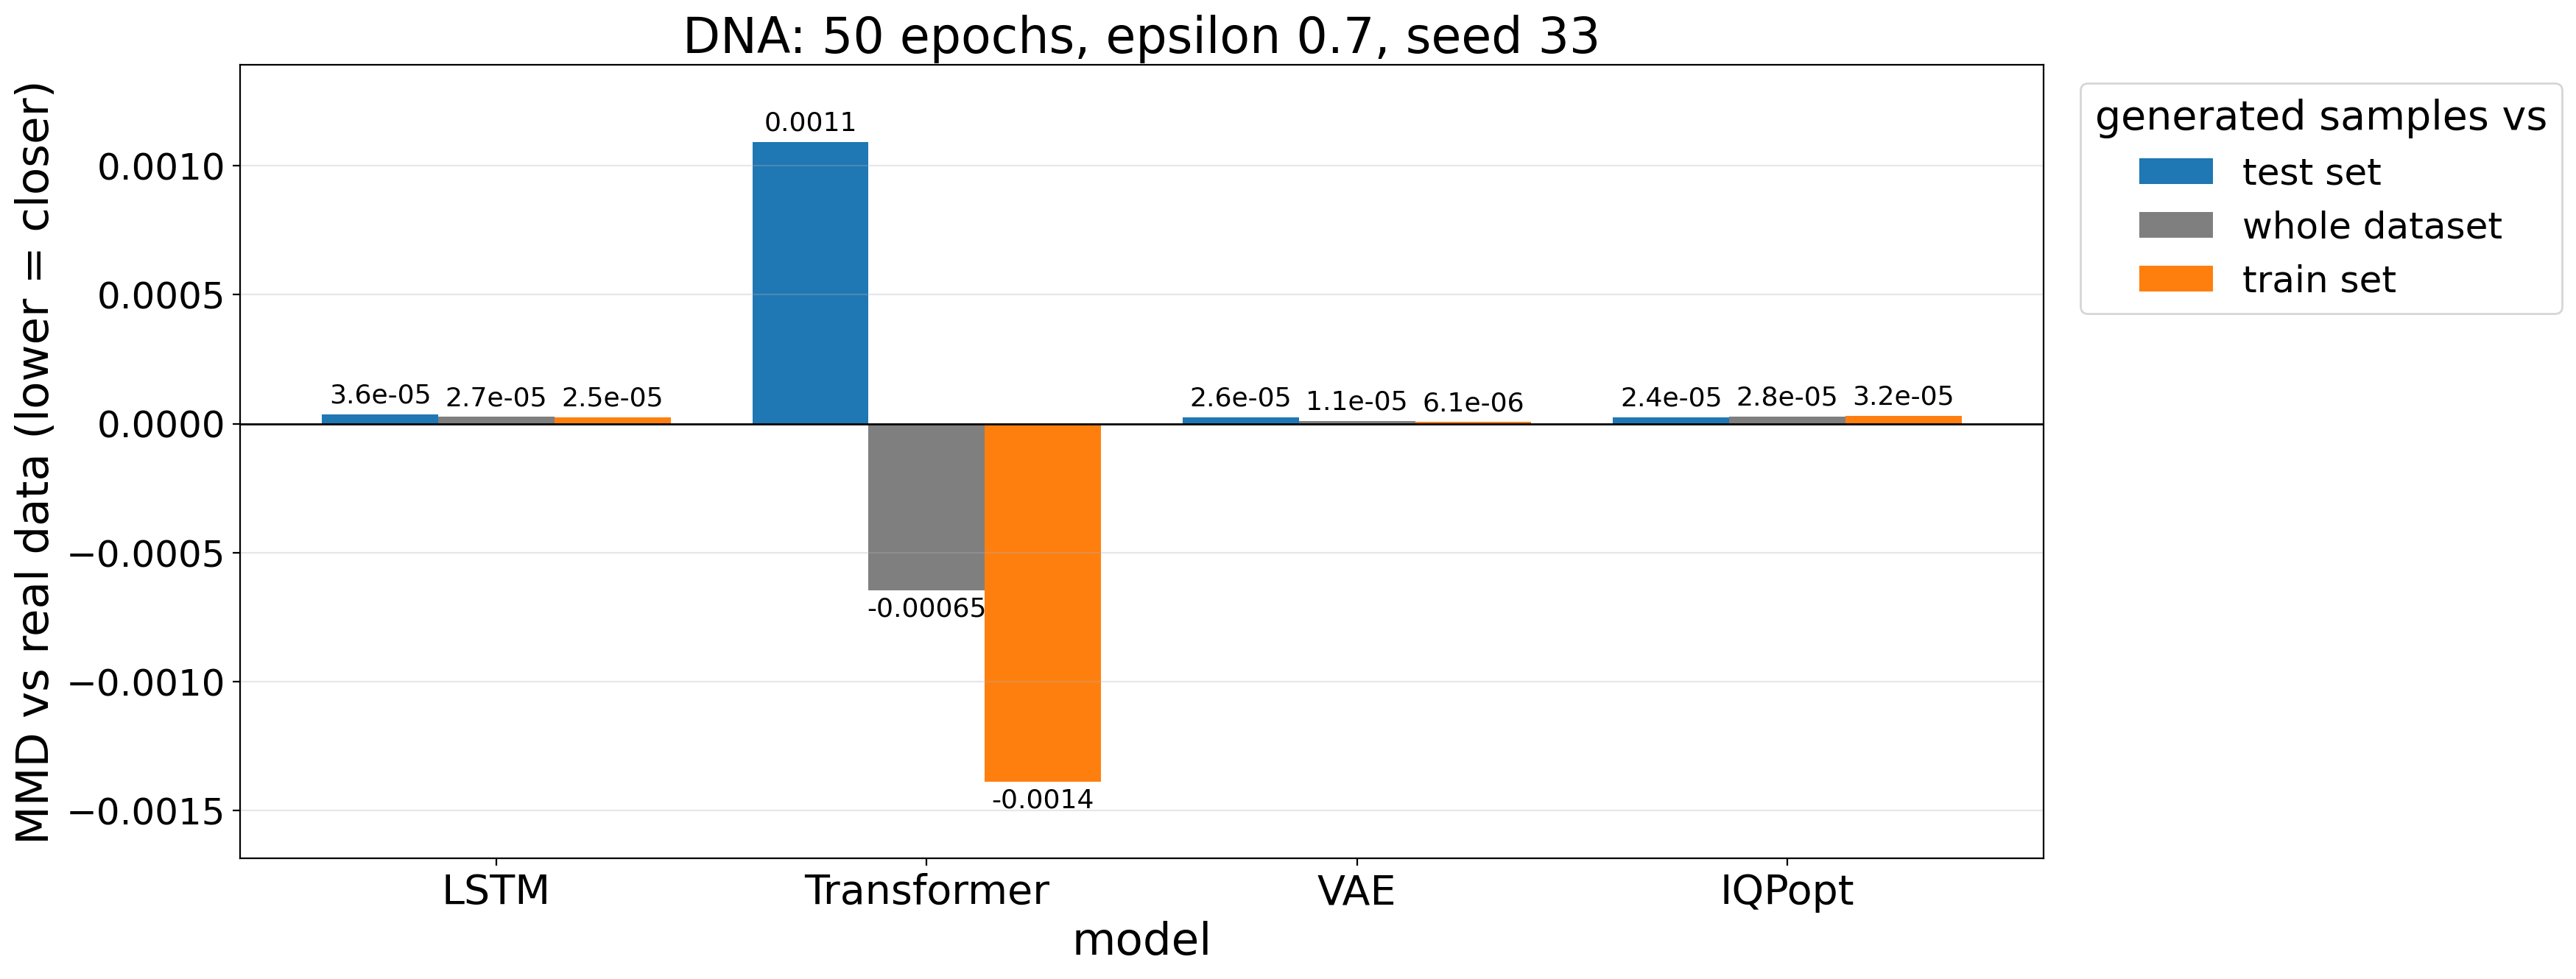 DNA: 50 epochs, epsilon 0.7, seed 33
MMD vs real data (lower = closer)
0.0010
0.0005
0.0000
−0.0005
−0.0010
−0.0015
3.6e-05
2.7e-05
2.5e-05
0.0011
-0.00065
-0.0014
2.6e-05
1.1e-05
6.1e-06
2.4e-05
2.8e-05
3.2e-05
LSTM
Transformer
VAE
IQPopt
model
generated samples vs
test set
whole dataset
train set